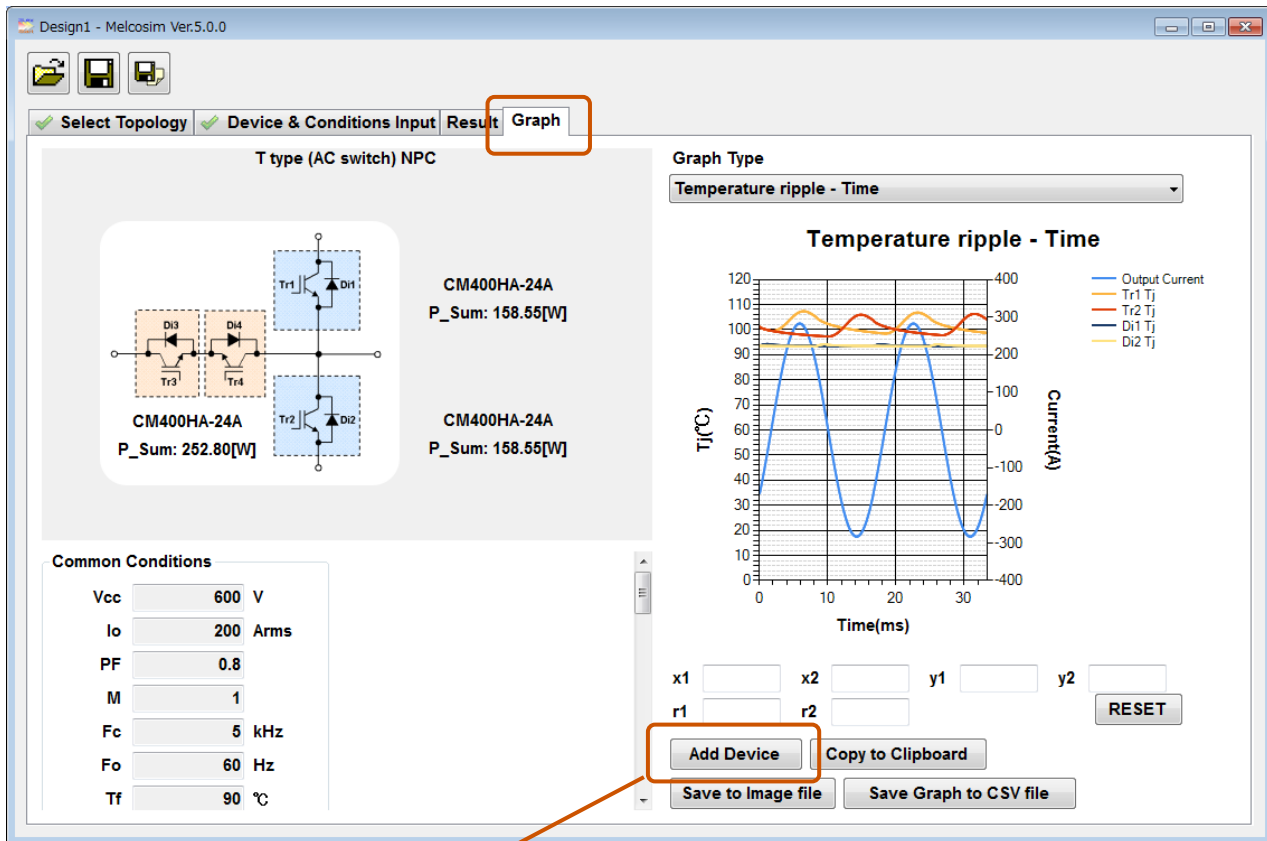 Design1 - Melcosim Ver.5.0.0
Select Topology Device & Conditions Input Result Graph
T type (AC switch) NPC
Tr1 Di1
CM400HA-24A
P_Sum: 158.55[W]
Di3 Di4
Tr3 Tr4
CM400HA-24A
P_Sum: 252.80[W]
Tr2 Di2
CM400HA-24A
P_Sum: 158.55[W]
Common Conditions
Vcc 600 V
Io 200 Arms
PF 0.8
M 1
Fc 5 kHz
Fo 60 Hz
Tf 90 ℃
Graph Type
Temperature ripple - Time
Temperature ripple - Time
120
110
100
90
80
70
60
50
40
30
20
10
0
Tj(℃)
400
300
200
100
-0
-100
-200
-300
-400
Current(A)
0 10 20 30
Time(ms)
Output Current
Tr1 Tj
Tr2 Tj
Di1 Tj
Di2 Tj
x1 x2 y1 y2
r1 r2 RESET
Add Device Copy to Clipboard
Save to Image file Save Graph to CSV file